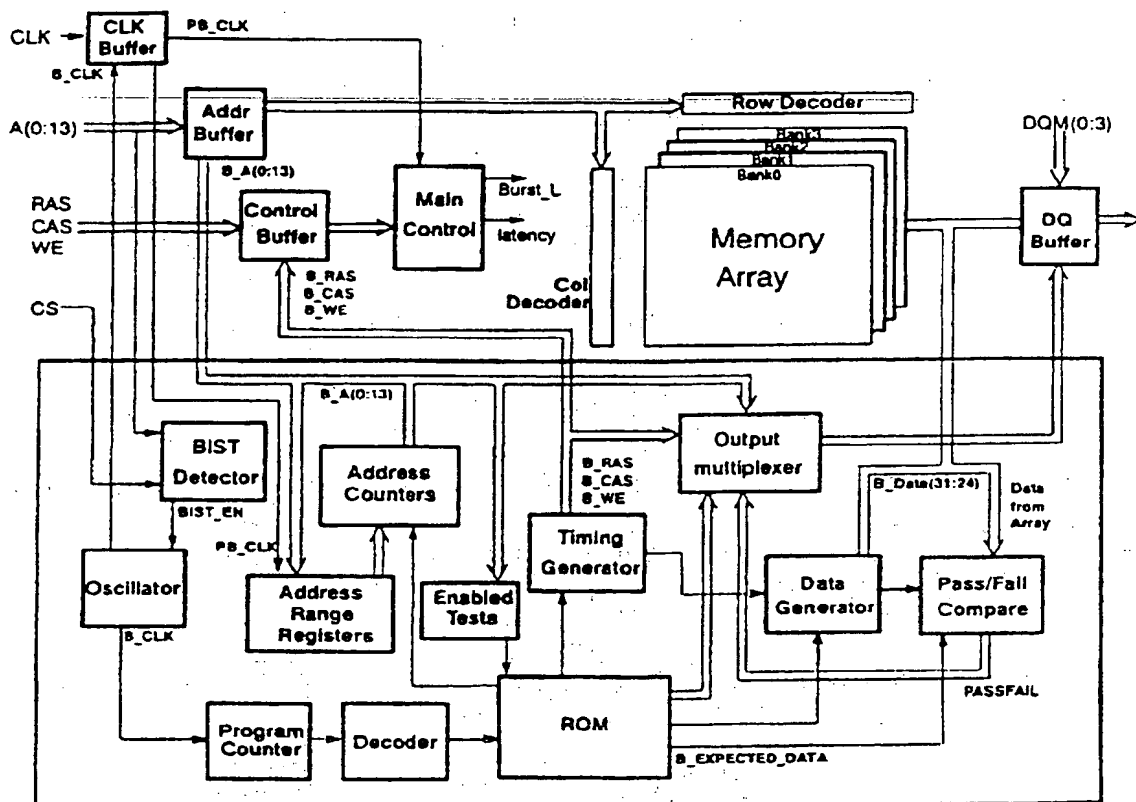 CLK
CLK
Buffer
PB_CLK
B_CLK
A(0:13)
Addr
Buffer
B_A(0:13)
Row Decoder
Bank3
Bank2
Bank1
Bank0
Memory
Array
DQM(0:3)
DQ
Buffer
RAS
CAS
WE
Control
Buffer
Main
Control
Burst_L
latency
Col
Decoder
B_RAS
B_CAS
B_WE
CS
B_A(0:13)
BIST
Detector
BIST_EN
Address
Counters
Output
multiplexer
B_RAS
B_CAS
B_WE
B_Data(31:24)
Data
from
Array
PB_CLK
Oscillator
B_CLK
Address
Range
Registers
Enabled
Tests
Timing
Generator
Data
Generator
Pass/Fail
Compare
PASSFAIL
Program
Counter
Decoder
ROM
B_EXPECTED_DATA